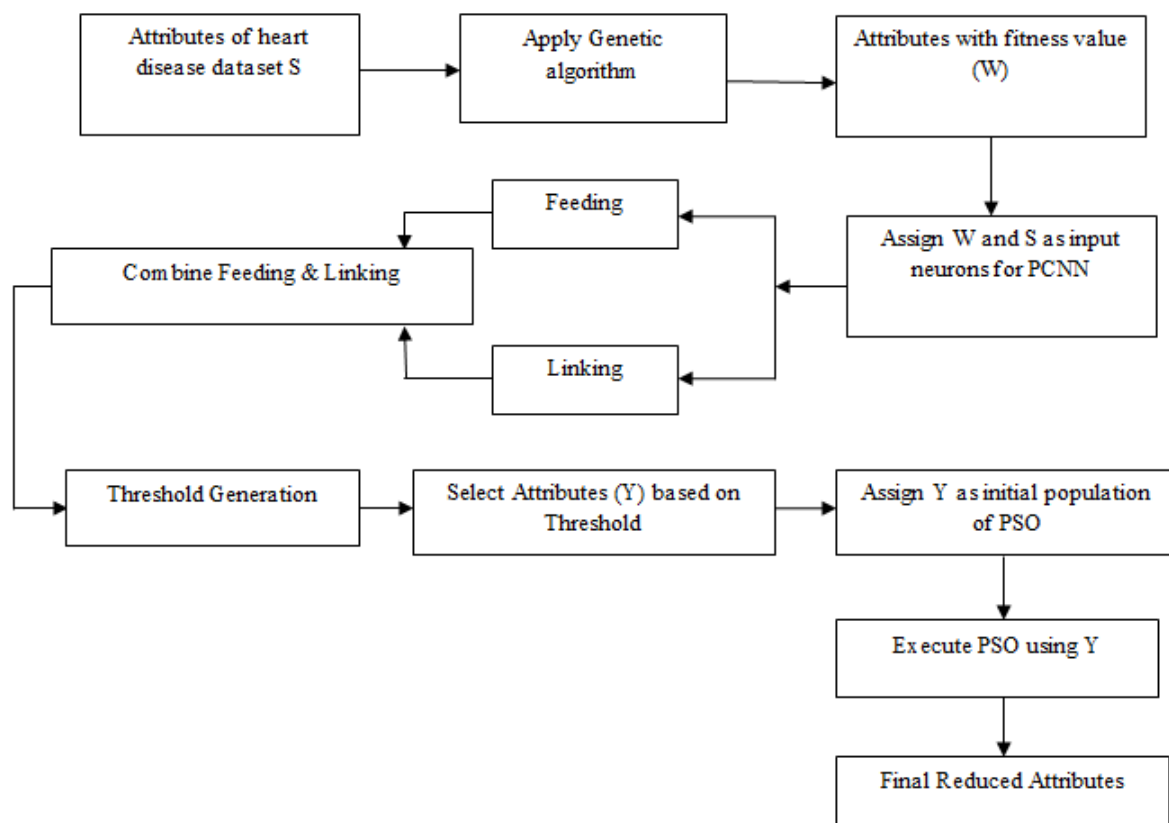 Attributes of heart
disease dataset S
Apply Genetic
algorithm
Attributes with fitness value
(W)
Feeding
Assign W and S as input
neurons for PCNN
Combine Feeding & Linking
Linking
Threshold Generation
Select Attributes (Y) based on
Threshold
Assign Y as initial population
of PSO
Execute PSO using Y
Final Reduced Attributes